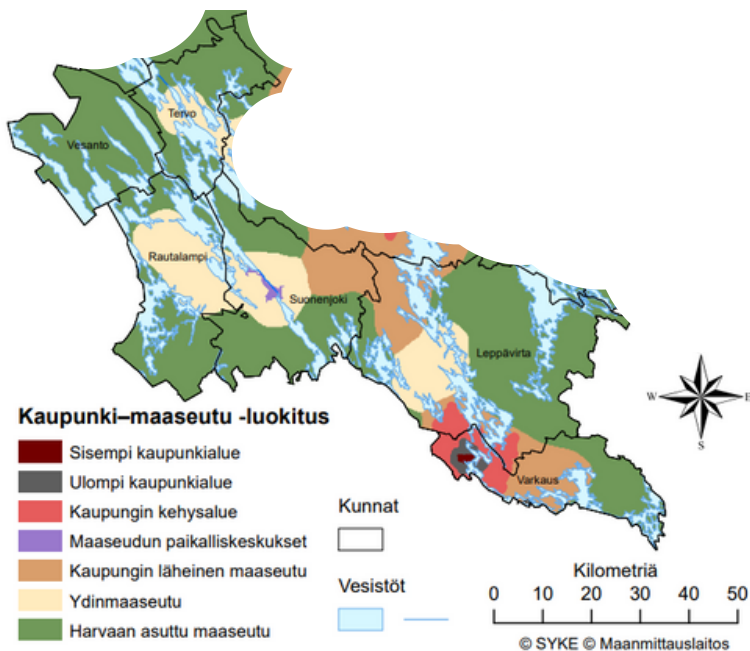 Tervo
Vesanto
Rautalampi
Suonenjoki
Leppävirta
Varkaus
W
E
S
Kaupunki–maaseutu -luokitus
Sisempi kaupunkialue
Ulompi kaupunkialue
Kaupungin kehysalue
Maaseudun paikalliskeskukset
Kaupungin läheinen maaseutu
Ydinmaaseutu
Harvaan asuttu maaseutu
Kunnat
Vesistöt
Kilometriä
0 10 20 30 40 50
© SYKE © Maanmittauslaitos